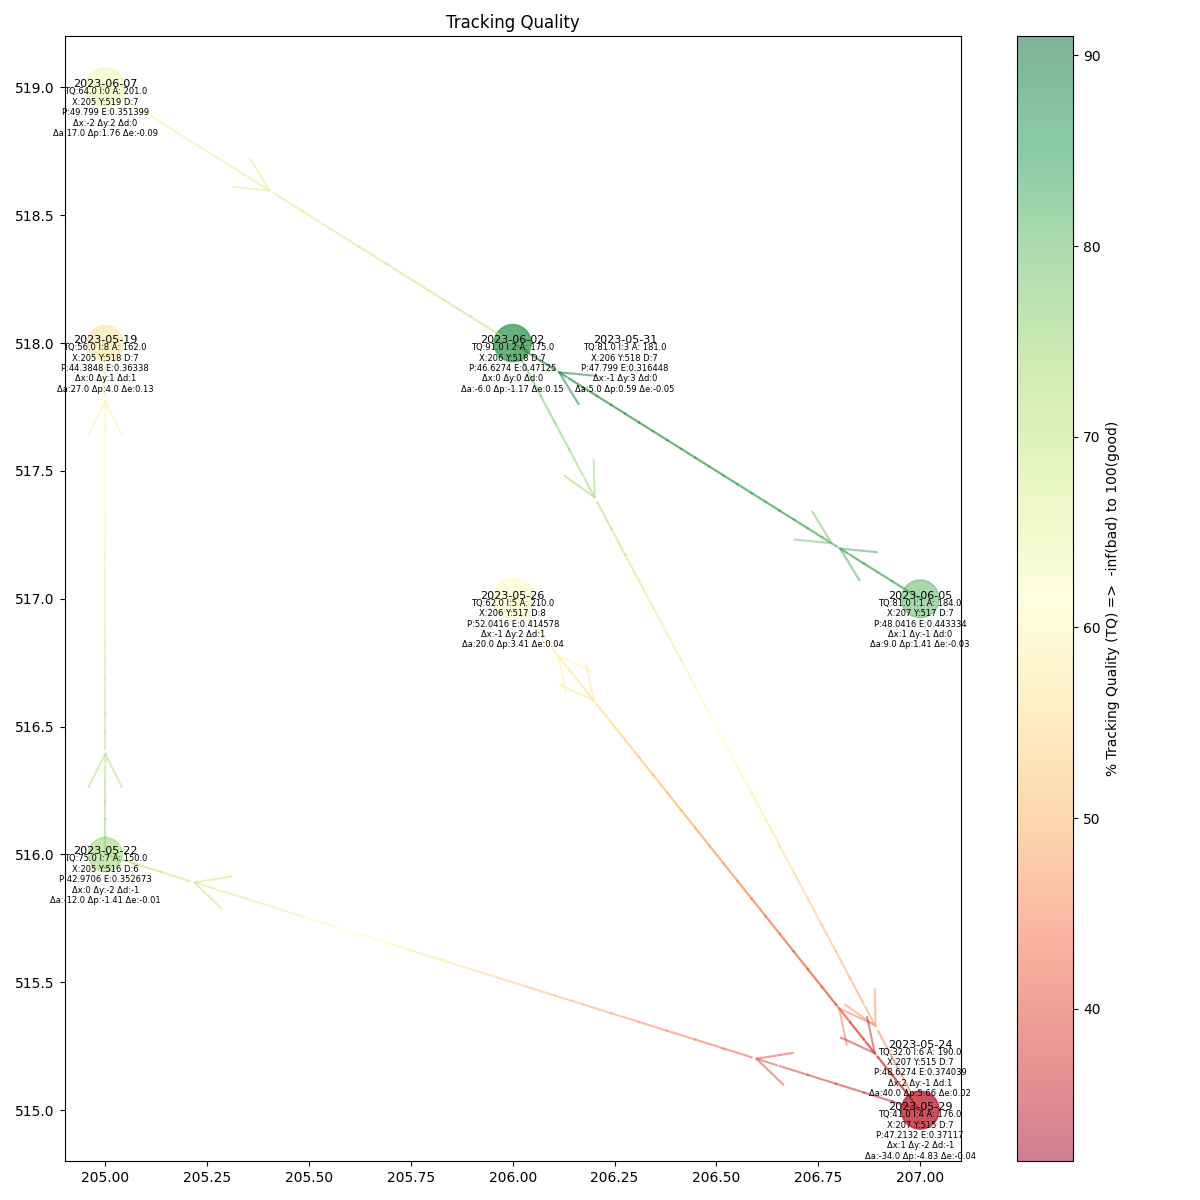 Tracking Quality
519.0
518.5
518.0
517.5
517.0
516.5
516.0
515.5
515.0
2023-06-07
TQ:64.0 I:0 A: 201.0
X:205 Y:519 D:7
P:49.799 E:0.351399
Δx:-2 Δy:2 Δd:0
Δa:17.0 Δp:1.76 Δe:-0.09
2023-05-19
TQ:56.0 I:8 A: 162.0
X:205 Y:518 D:7
P:44.3848 E:0.36338
Δx:0 Δy:1 Δd:1
Δa:27.0 Δp:4.0 Δe:0.13
2023-06-02
TQ:91.0 I:2 A: 175.0
X:206 Y:518 D:7
P:46.6274 E:0.47125
Δx:0 Δy:0 Δd:0
Δa:-6.0 Δp:-1.17 Δe:0.15
2023-05-31
TQ:81.0 I:3 A: 181.0
X:206 Y:518 D:7
P:47.799 E:0.316448
Δx:-1 Δy:3 Δd:0
Δa:5.0 Δp:0.59 Δe:-0.05
2023-05-26
TQ:62.0 I:5 A: 210.0
X:206 Y:517 D:8
P:52.0416 E:0.414578
Δx:-1 Δy:2 Δd:1
Δa:20.0 Δp:3.41 Δe:0.04
2023-06-05
TQ:81.0 I:1 A: 184.0
X:207 Y:517 D:7
P:48.0416 E:0.443334
Δx:1 Δy:-1 Δd:0
Δa:9.0 Δp:1.41 Δe:-0.03
2023-05-22
TQ:75.0 I:7 A: 150.0
X:205 Y:516 D:6
P:42.9706 E:0.352673
Δx:0 Δy:-2 Δd:-1
Δa:-12.0 Δp:-1.41 Δe:-0.01
2023-05-24
TQ:32.0 I:6 A: 190.0
X:207 Y:515 D:7
P:48.6274 E:0.374039
Δx:2 Δy:-1 Δd:1
Δa:40.0 Δp:5.66 Δe:0.02
2023-05-29
TQ:41.0 I:4 A: 176.0
X:207 Y:515 D:7
P:47.2132 E:0.37117
Δx:1 Δy:-2 Δd:-1
Δa:-34.0 Δp:-4.83 Δe:-0.04
205.00
205.25
205.50
205.75
206.00
206.25
206.50
206.75
207.00
90
80
70
60
50
40
% Tracking Quality (TQ) =>  -inf(bad) to 100(good)